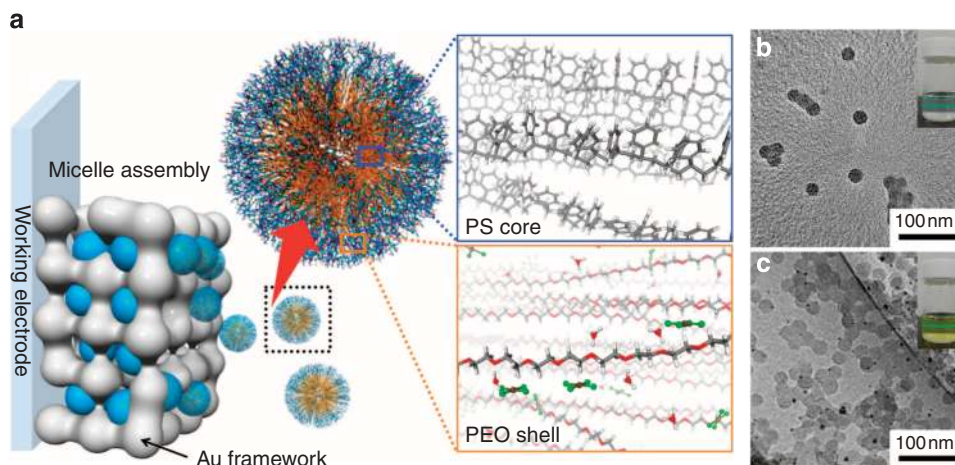 a
Micelle assembly
Working electrode
Au framework
PS core
PEO shell
b
100 nm
c
100 nm